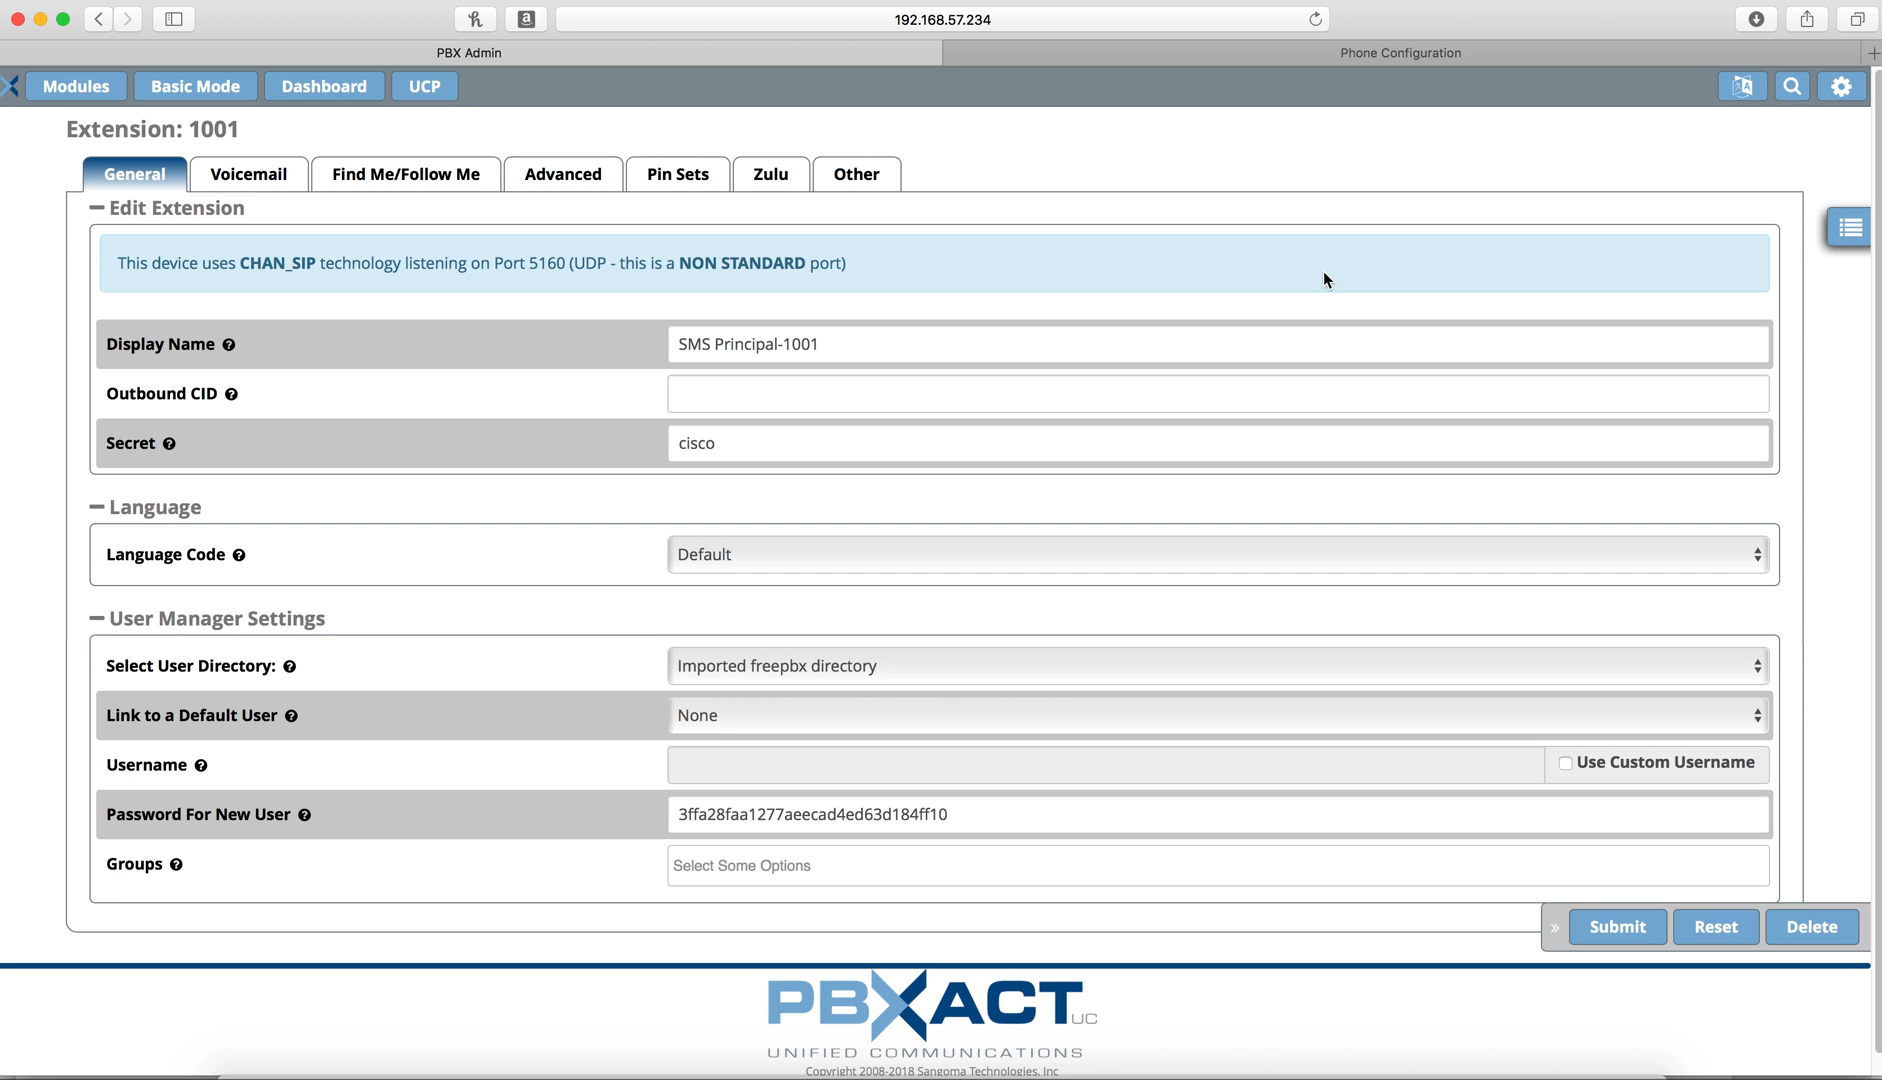 192.168.57.234
PBX Admin
Phone Configuration
Modules
Basic Mode
Dashboard
UCP
Extension: 1001
General
Voicemail
Find Me/Follow Me
Advanced
Pin Sets
Zulu
Other
Edit Extension
This device uses CHAN_SIP technology listening on Port 5160 (UDP - this is a NON STANDARD port)
Display Name
SMS Principal-1001
Outbound CID
Secret
cisco
Language
Language Code
Default
User Manager Settings
Select User Directory:
Imported freepbx directory
Link to a Default User
None
Username
Use Custom Username
Password For New User
3ffa28faa1277aeecad4ed63d184ff10
Groups
Select Some Options
Submit
Reset
Delete
PBXACT UC
UNIFIED COMMUNICATIONS
Copyright 2008-2018 Sangoma Technologies, Inc